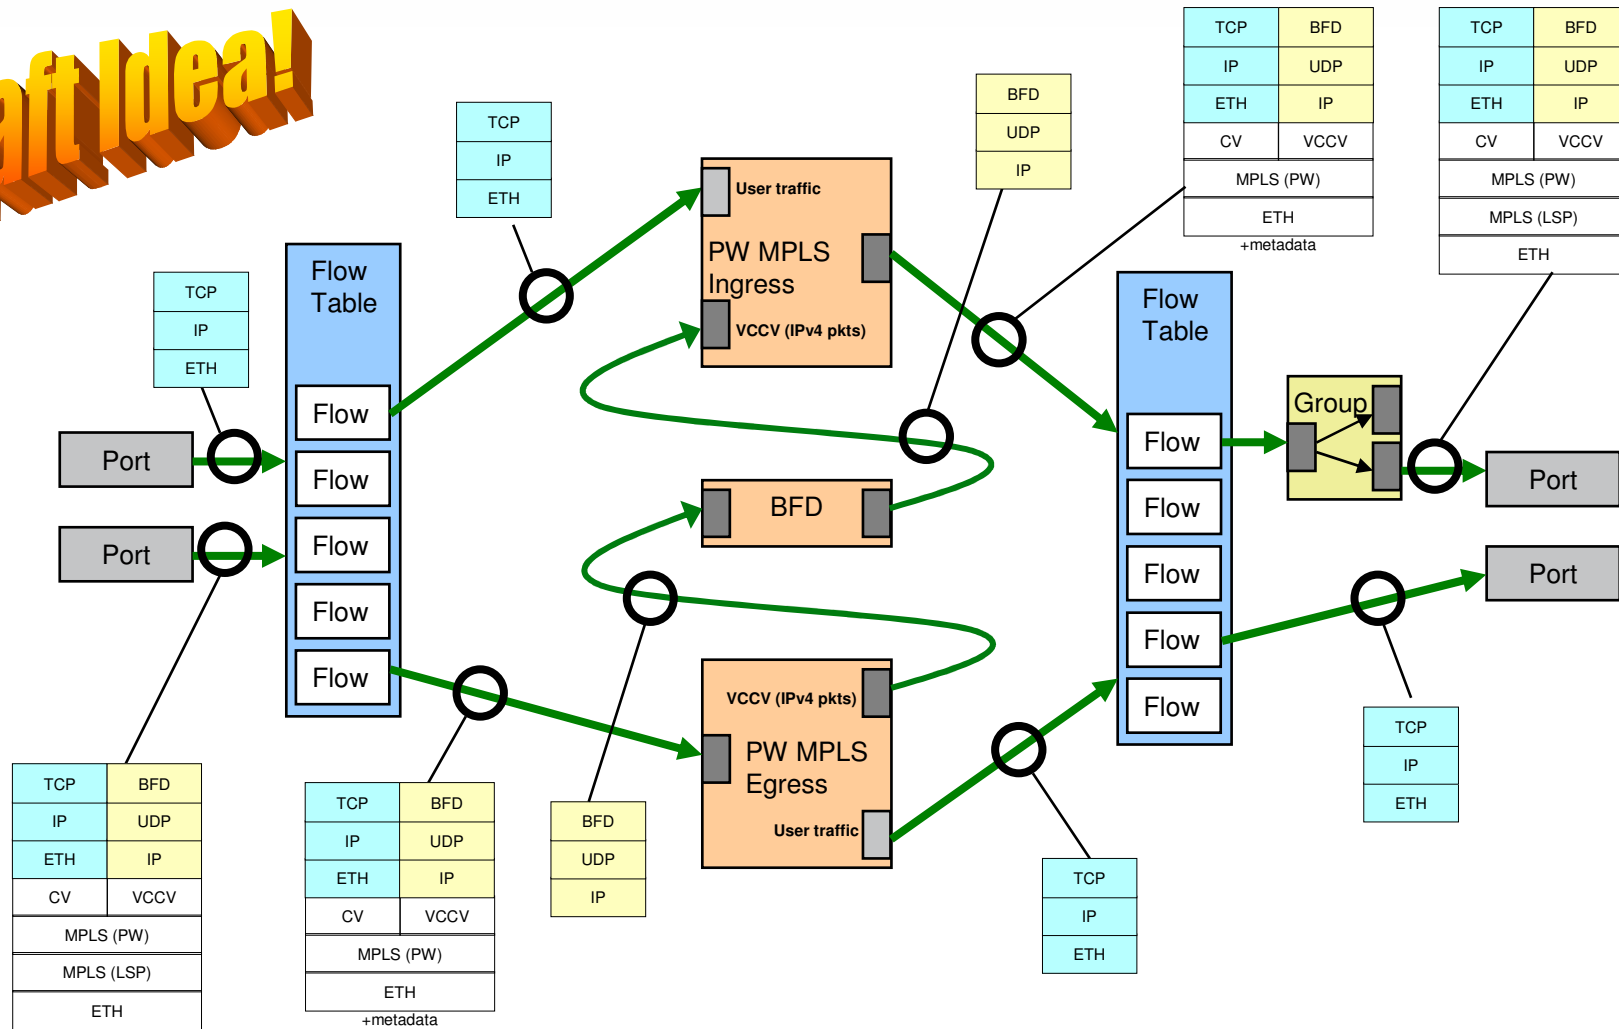 aft Idea!
TCP
IP
ETH
BFD
UDP
IP
TCP BFD
IP UDP
ETH IP
CV VCCV
MPLS (PW)
ETH
+metadata
TCP BFD
IP UDP
ETH IP
CV VCCV
MPLS (PW)
MPLS (LSP)
ETH
TCP
IP
ETH
Port
Port
Flow
Table
Flow
Flow
Flow
Flow
Flow
User traffic
PW MPLS
Ingress
VCCV (IPv4 pkts)
BFD
VCCV (IPv4 pkts)
PW MPLS
Egress
User traffic
Flow
Table
Flow
Flow
Flow
Flow
Flow
Group
Port
Port
TCP BFD
IP UDP
ETH IP
CV VCCV
MPLS (PW)
MPLS (LSP)
ETH
TCP BFD
IP UDP
ETH IP
CV VCCV
MPLS (PW)
ETH
+metadata
BFD
UDP
IP
TCP
IP
ETH
TCP
IP
ETH